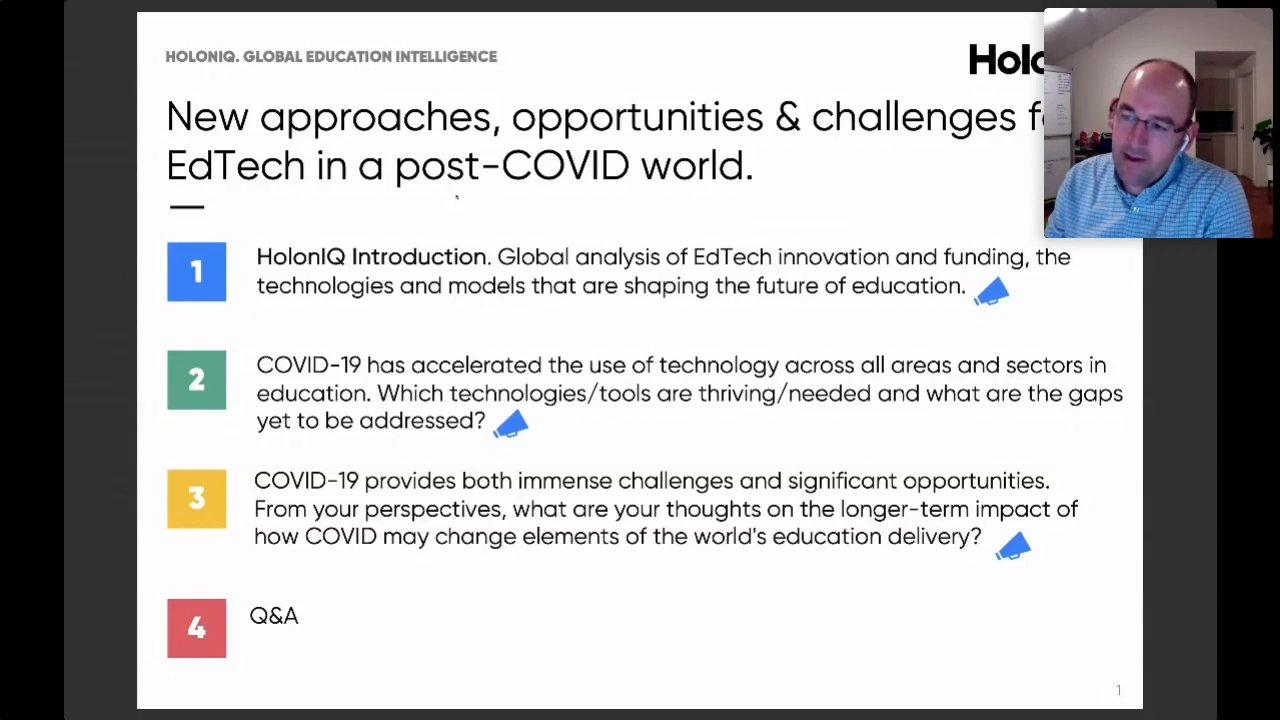 HOLONIQ. GLOBAL EDUCATION INTELLIGENCE
New approaches, opportunities & challenges
EdTech in a post-COVID world.
1
HolonIQ Introduction. Global analysis of EdTech innovation and funding, the
technologies and models that are shaping the future of education.
2
COVID-19 has accelerated the use of technology across all areas and sectors in
education. Which technologies/tools are thriving/needed and what are the gaps
yet to be addressed?
3
COVID-19 provides both immense challenges and significant opportunities.
From your perspectives, what are your thoughts on the longer-term impact of
how COVID may change elements of the world's education delivery?
4
Q&A
1